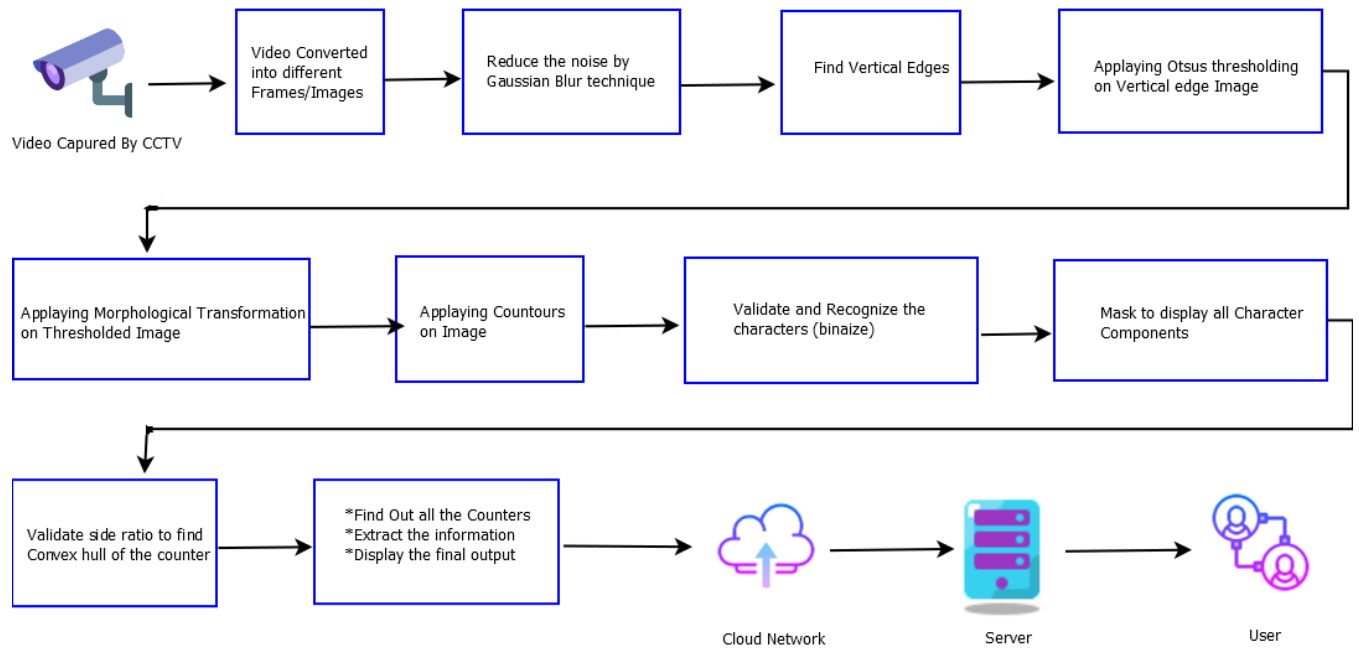 Video Capured By CCTV
Video Converted
into different
Frames/Images
Reduce the noise by
Gaussian Blur technique
Find Vertical Edges
Applaying Otsus thresholding
on Vertical edge Image
Applaying Morphological Transformation
on Thresholded Image
Applaying Countours
on Image
Validate and Recognize the
characters (binaize)
Mask to display all Character
Components
Validate side ratio to find
Convex hull of the counter
*Find Out all the Counters
*Extract the information
*Display the final output
Cloud Network
Server
User